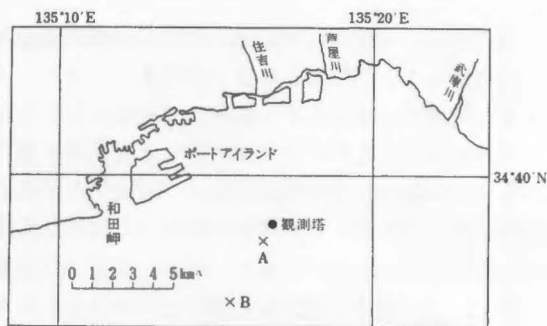 135°10′E
135°20′E
住吉川
芦屋川
武庫川
ポートアイランド
34°40′N
和田岬
観測塔
A
0 1 2 3 4 5km
B